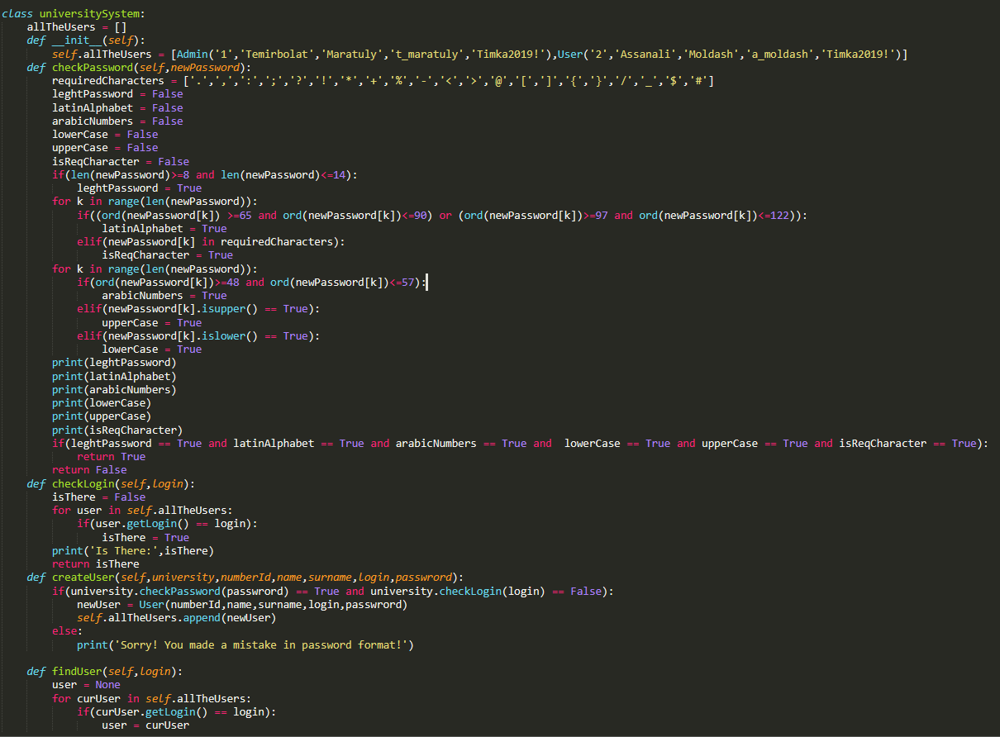 class universitySystem:
    allTheUsers = []
    def __init__(self):
        self.allTheUsers = [Admin('1','Temirbolat','Maratuly','t_maratuly','Timka2019!'),User('2','Assanali','Moldash','a_moldash','Timka2019!')]
    def checkPassword(self,newPassword):
        requiredCharacters = ['.',',',':',';','?','!','*','+','%','-','<','>','@','[',']','{','}','/','_','$','#']
        leghtPassword = False
        latinAlphabet = False
        arabicNumbers = False
        lowerCase = False
        upperCase = False
        isReqCharacter = False
        if(len(newPassword)>=8 and len(newPassword)<=14):
            leghtPassword = True
        for k in range(len(newPassword)):
            if((ord(newPassword[k]) >=65 and ord(newPassword[k])<=90) or (ord(newPassword[k])>=97 and ord(newPassword[k])<=122)):
                latinAlphabet = True
            elif(newPassword[k] in requiredCharacters):
                isReqCharacter = True
        for k in range(len(newPassword)):
            if(ord(newPassword[k])>=48 and ord(newPassword[k])<=57):
                arabicNumbers = True
            elif(newPassword[k].isupper() == True):
                upperCase = True
            elif(newPassword[k].islower() == True):
                lowerCase = True
        print(leghtPassword)
        print(latinAlphabet)
        print(arabicNumbers)
        print(lowerCase)
        print(upperCase)
        print(isReqCharacter)
        if(leghtPassword == True and latinAlphabet == True and arabicNumbers == True and  lowerCase == True and upperCase == True and isReqCharacter == True):
            return True
        return False
    def checkLogin(self,login):
        isThere = False
        for user in self.allTheUsers:
            if(user.getLogin() == login):
                isThere = True
        print('Is There:',isThere)
        return isThere
    def createUser(self,university,numberId,name,surname,login,passwrord):
        if(university.checkPassword(passwrord) == True and university.checkLogin(login) == False):
            newUser = User(numberId,name,surname,login,passwrord)
            self.allTheUsers.append(newUser)
        else:
            print('Sorry! You made a mistake in password format!')
    def findUser(self,login):
        user = None
        for curUser in self.allTheUsers:
            if(curUser.getLogin() == login):
                user = curUser